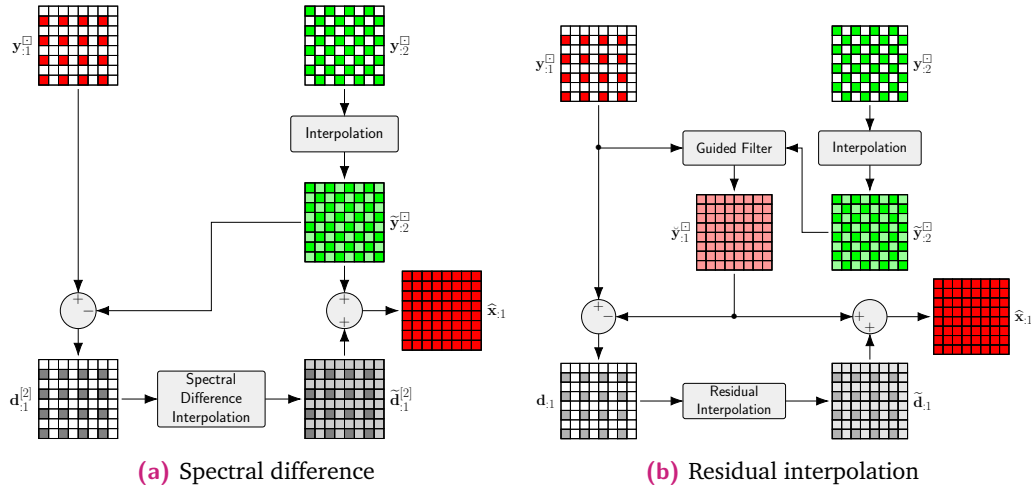 y⊡:1
y⊡:2
Interpolation
ỹ⊡:2
+
−
+
+
x̂:1
d[2]:1
Spectral
Difference
Interpolation
d̃[2]:1
(a) Spectral difference
y⊡:1
y⊡:2
Guided Filter
Interpolation
y̌⊡:1
ỹ⊡:2
+
−
+
+
x̂:1
d:1
Residual
Interpolation
d̃:1
(b) Residual interpolation